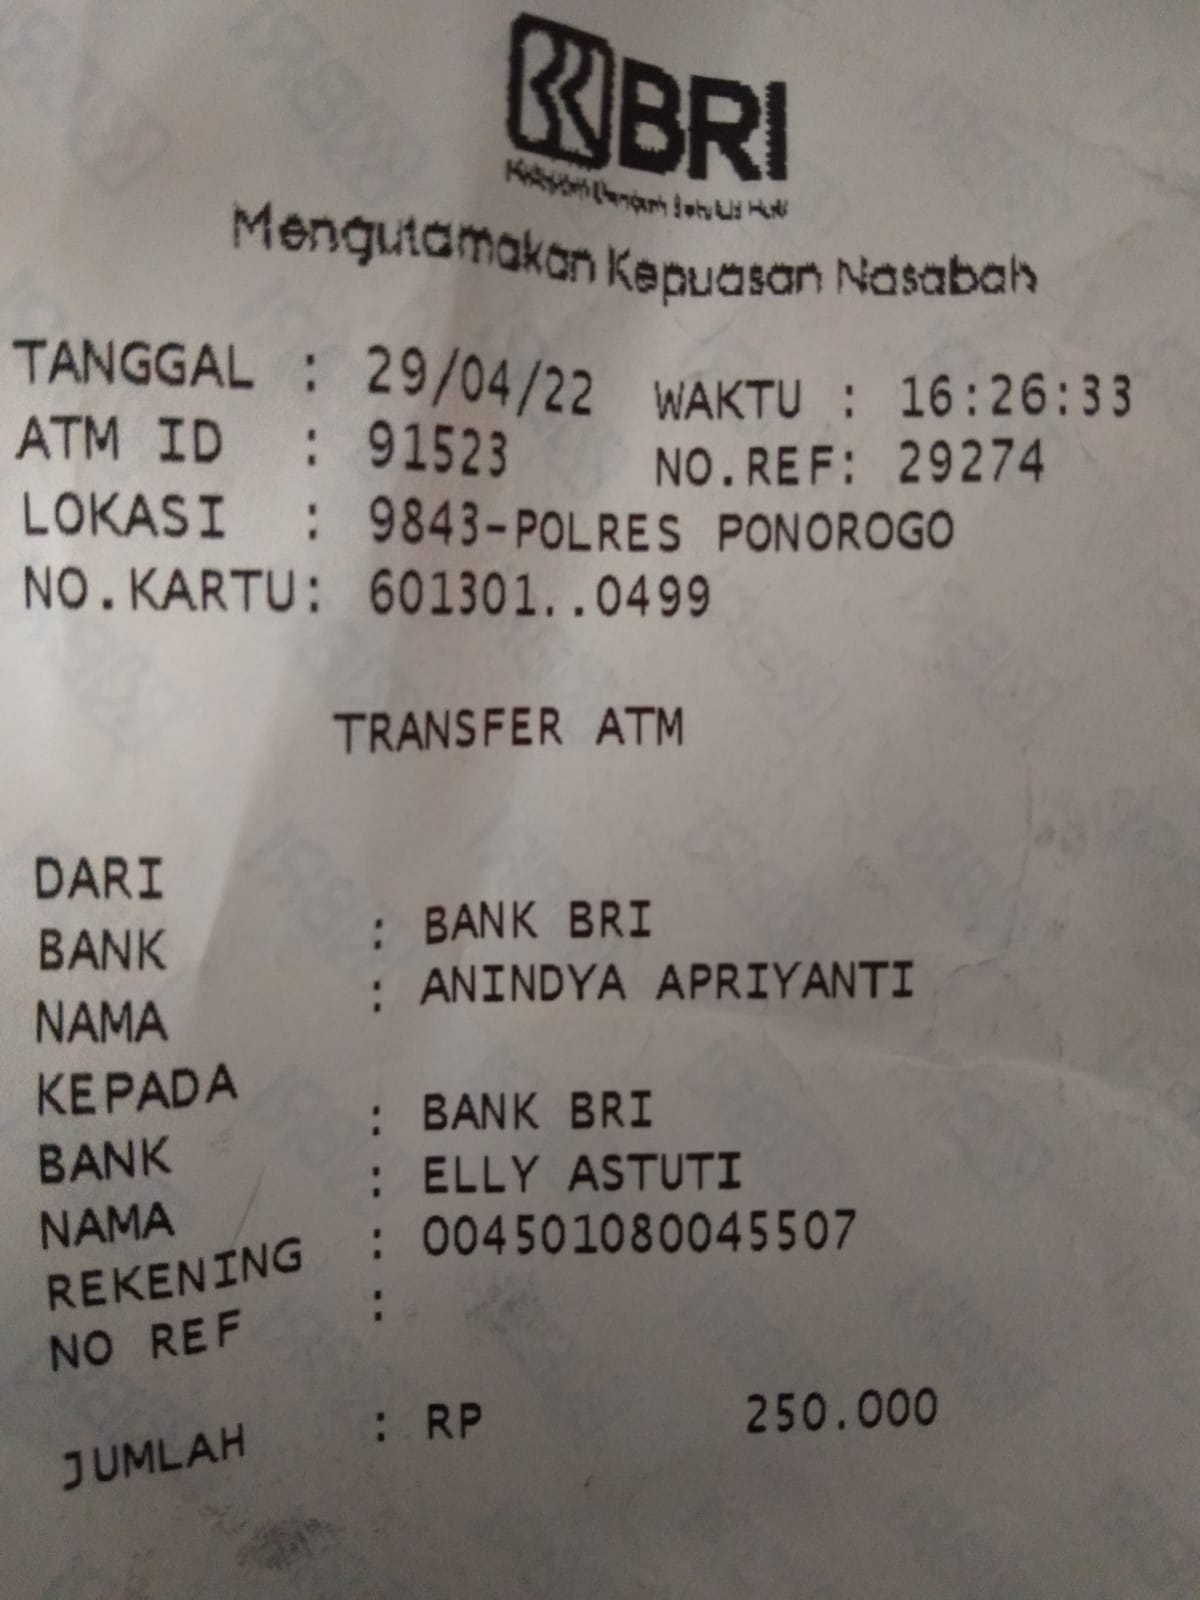 BRI
Mengutamakan Kepuasan Nasabah
TANGGAL : 29/04/22 WAKTU : 16:26:33
ATM ID : 91523 NO.REF: 29274
LOKASI : 9843-POLRES PONOROGO
NO.KARTU: 601301..0499
TRANSFER ATM
DARI
BANK : BANK BRI
NAMA : ANINDYA APRIYANTI
KEPADA
BANK : BANK BRI
NAMA : ELLY ASTUTI
REKENING : 004501080045507
NO REF :
JUMLAH : RP 250.000